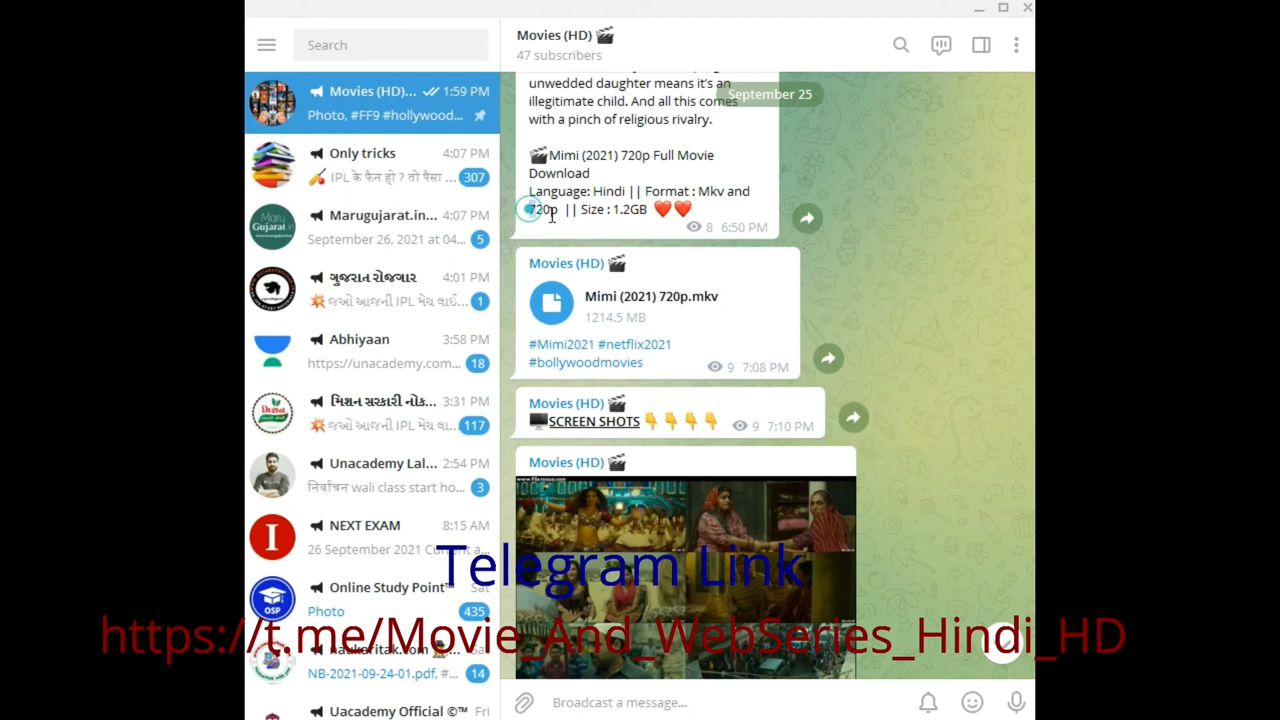 Search
Movies (HD)... 1:59 PM
Photo, #FF9 #hollywood...
Only tricks 4:07 PM
IPL के फैन हो ? तो पैसा ... 307
Marugujarat.in... 4:07 PM
September 26, 2021 at 04... 5
ગુજરાત રોજગાર 4:01 PM
જઓ આજની IPL મેચ લાઈ... 1
Abhiyaan 3:58 PM
https://unacademy.com... 18
મિશન સરકારી નોક... 3:31 PM
જઓ આજની IPL મેચ લા... 117
Unacademy Lal... 2:54 PM
निर्वाचन wali class start ho... 3
NEXT EXAM 8:15 AM
26 September 2021 Current a...
Online Study Point™ Sat
Photo 435
naukoritak.com Sa
NB-2021-09-24-01.pdf, #... 14
Uacademy Official ©™ Fri
Movies (HD)
47 subscribers
unwedded daughter means it's an
illegitimate child. And all this comes
with a pinch of religious rivalry.
September 25
Mimi (2021) 720p Full Movie
Download
Language: Hindi || Format : Mkv and
720p || Size : 1.2GB
8 6:50 PM
Movies (HD)
Mimi (2021) 720p.mkv
1214.5 MB
#Mimi2021 #netflix2021
#bollywoodmovies 9 7:08 PM
Movies (HD)
SCREEN SHOTS 9 7:10 PM
Movies (HD)
Telegram Link
https://t.me/Movie_And_WebSeries_Hindi_HD
Broadcast a message...